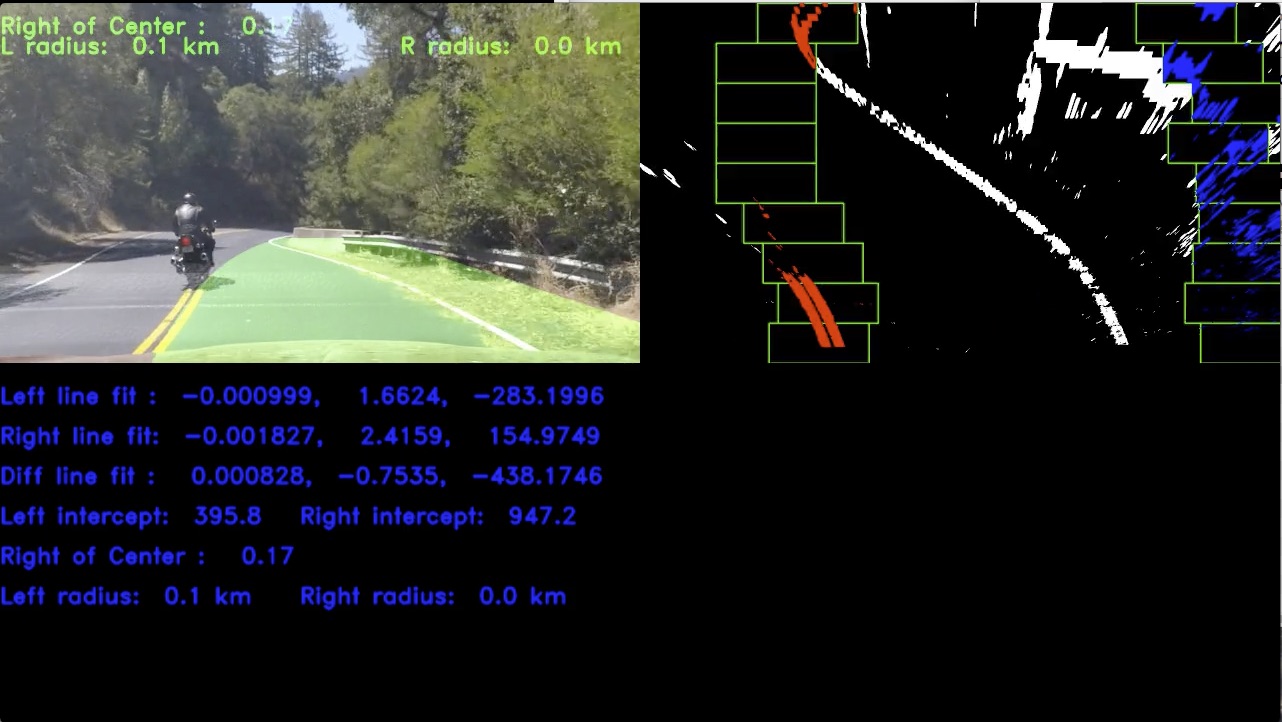 Right of Center : 0.17
L radius: 0.1 km R radius: 0.0 km
Left line fit : −0.000999, 1.6624, −283.1996
Right line fit: −0.001827, 2.4159, 154.9749
Diff line fit : 0.000828, −0.7535, −438.1746
Left intercept: 395.8 Right intercept: 947.2
Right of Center : 0.17
Left radius: 0.1 km Right radius: 0.0 km